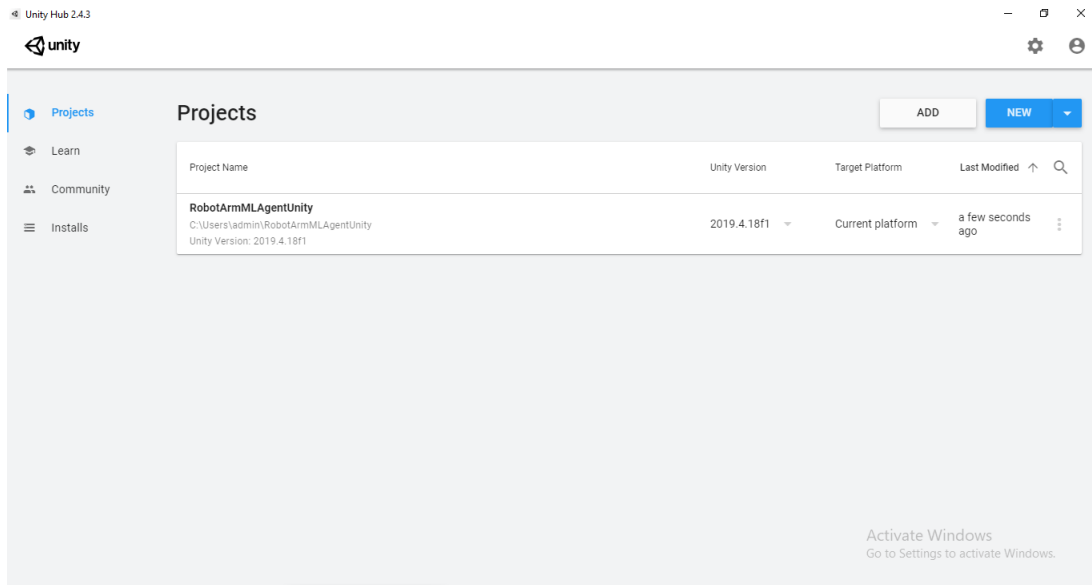 Unity Hub 2.4.3
unity
Projects
Learn
Community
Installs
Projects
ADD
NEW
Project Name
Unity Version
Target Platform
Last Modified
RobotArmMLAgentUnity
C:\Users\admin\RobotArmMLAgentUnity
Unity Version: 2019.4.18f1
2019.4.18f1
Current platform
a few seconds
ago
Activate Windows
Go to Settings to activate Windows.